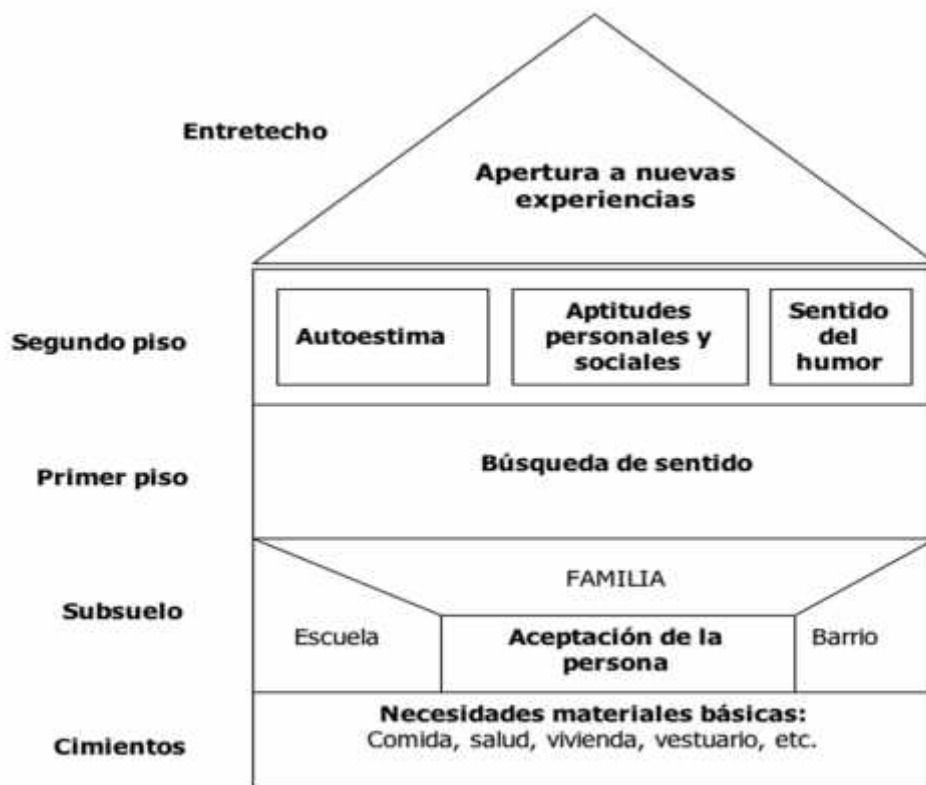 Entretecho
Apertura a nuevas
experiencias
Segundo piso
Autoestima
Aptitudes
personales y
sociales
Sentido
del
humor
Primer piso
Búsqueda de sentido
Subsuelo
FAMILIA
Escuela
Aceptación de la
persona
Barrio
Cimientos
Necesidades materiales básicas:
Comida, salud, vivienda, vestuario, etc.